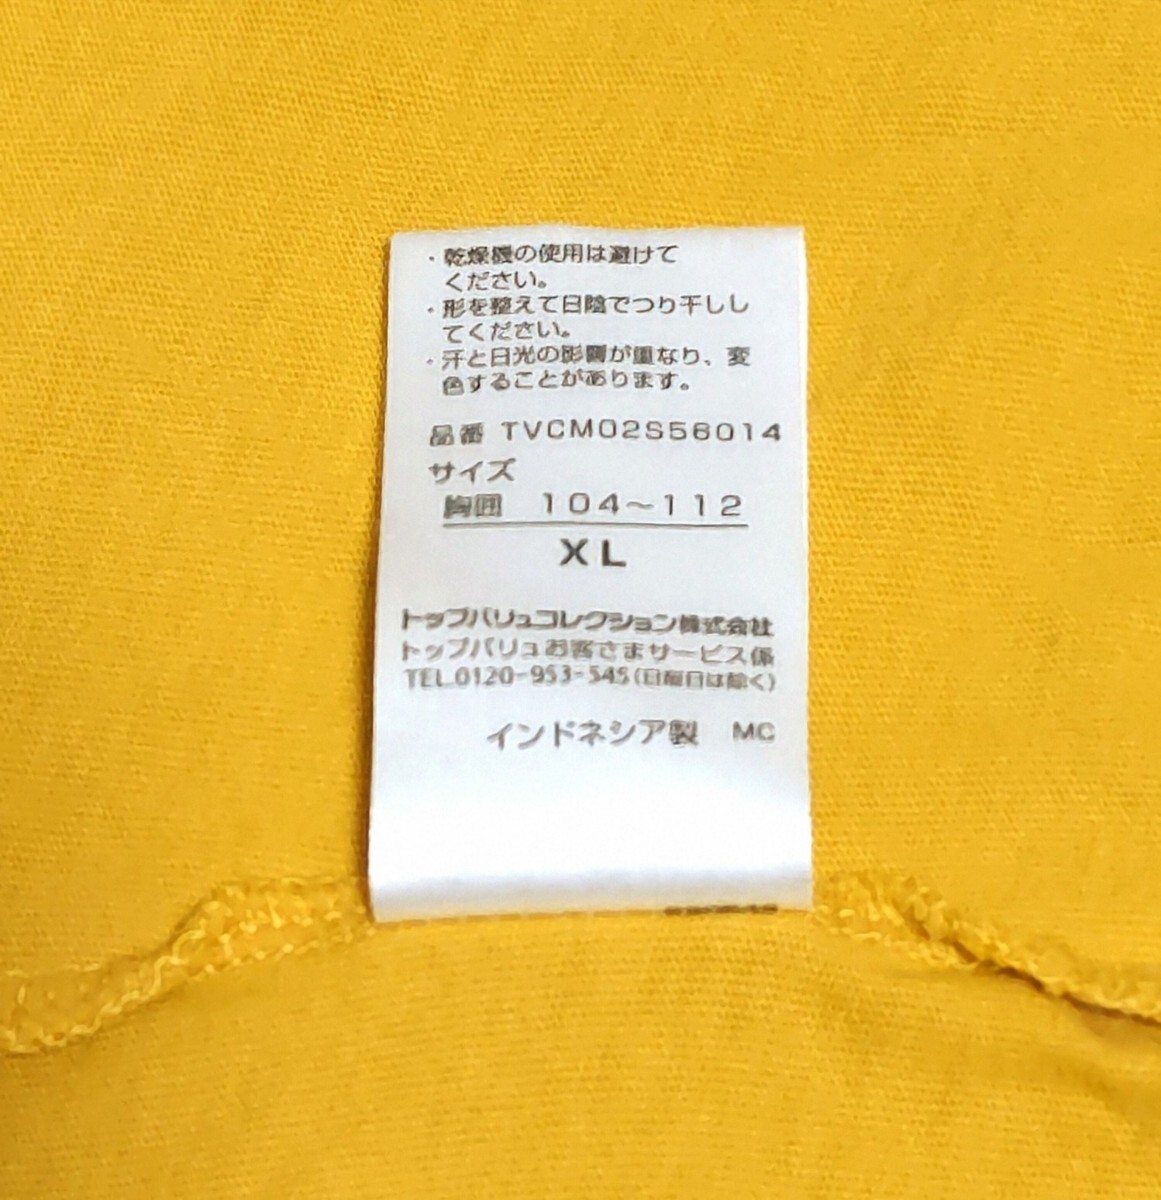 ・乾燥機の使用は避けて
ください。
・形を整えて日陰でつり干しし
てください。
・汗と日光の影響が重なり、変
色することがあります。
品番 TVCM02S56014
サイズ
胸囲 104～112
XL
トップバリュコレクション株式会社
トップバリュお客さまサービス係
TEL.0120-953-545(日曜日は除く)
インドネシア製 MC